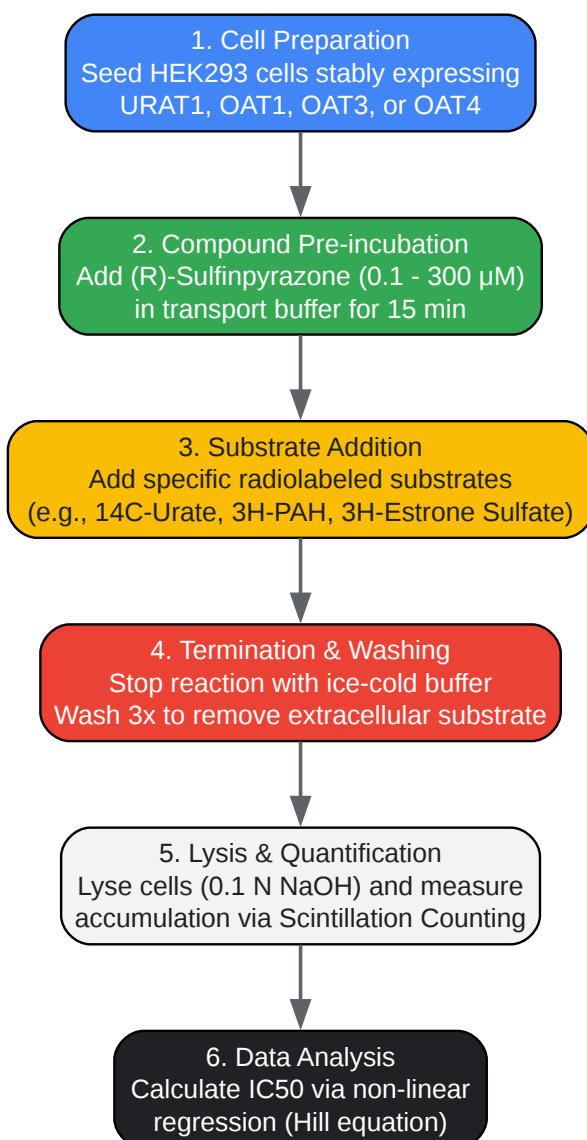 1. Cell Preparation
Seed HEK293 cells stably expressing
URAT1, OAT1, OAT3, or OAT4
2. Compound Pre-incubation
Add (R)-Sulfinpyrazone (0.1 - 300 μM)
in transport buffer for 15 min
3. Substrate Addition
Add specific radiolabeled substrates
(e.g., 14C-Urate, 3H-PAH, 3H-Estrone Sulfate)
4. Termination & Washing
Stop reaction with ice-cold buffer
Wash 3x to remove extracellular substrate
5. Lysis & Quantification
Lyse cells (0.1 N NaOH) and measure
accumulation via Scintillation Counting
6. Data Analysis
Calculate IC50 via non-linear
regression (Hill equation)